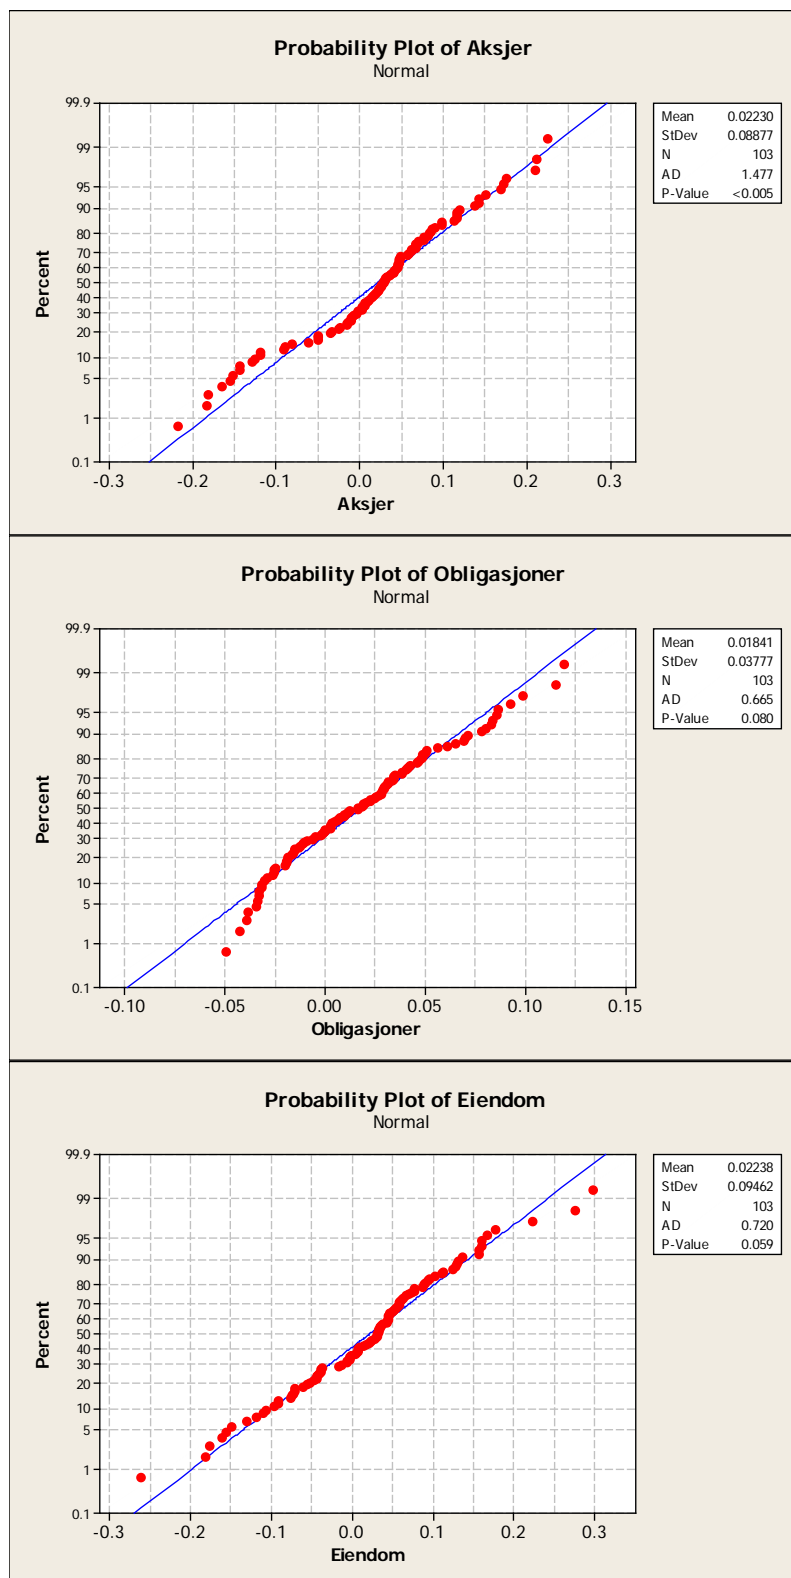 Probability Plot of Aksjer
Normal
99.9
99
95
90
80
70
60
50
40
30
20
10
5
1
0.1
Percent
-0.3 -0.2 -0.1 0.0 0.1 0.2 0.3
Aksjer
Mean 0.02230
StDev 0.08877
N 103
AD 1.477
P-Value <0.005
Probability Plot of Obligasjoner
Normal
99.9
99
95
90
80
70
60
50
40
30
20
10
5
1
0.1
Percent
-0.10 -0.05 0.00 0.05 0.10 0.15
Obligasjoner
Mean 0.01841
StDev 0.03777
N 103
AD 0.665
P-Value 0.080
Probability Plot of Eiendom
Normal
99.9
99
95
90
80
70
60
50
40
30
20
10
5
1
0.1
Percent
-0.3 -0.2 -0.1 0.0 0.1 0.2 0.3
Eiendom
Mean 0.02238
StDev 0.09462
N 103
AD 0.720
P-Value 0.059